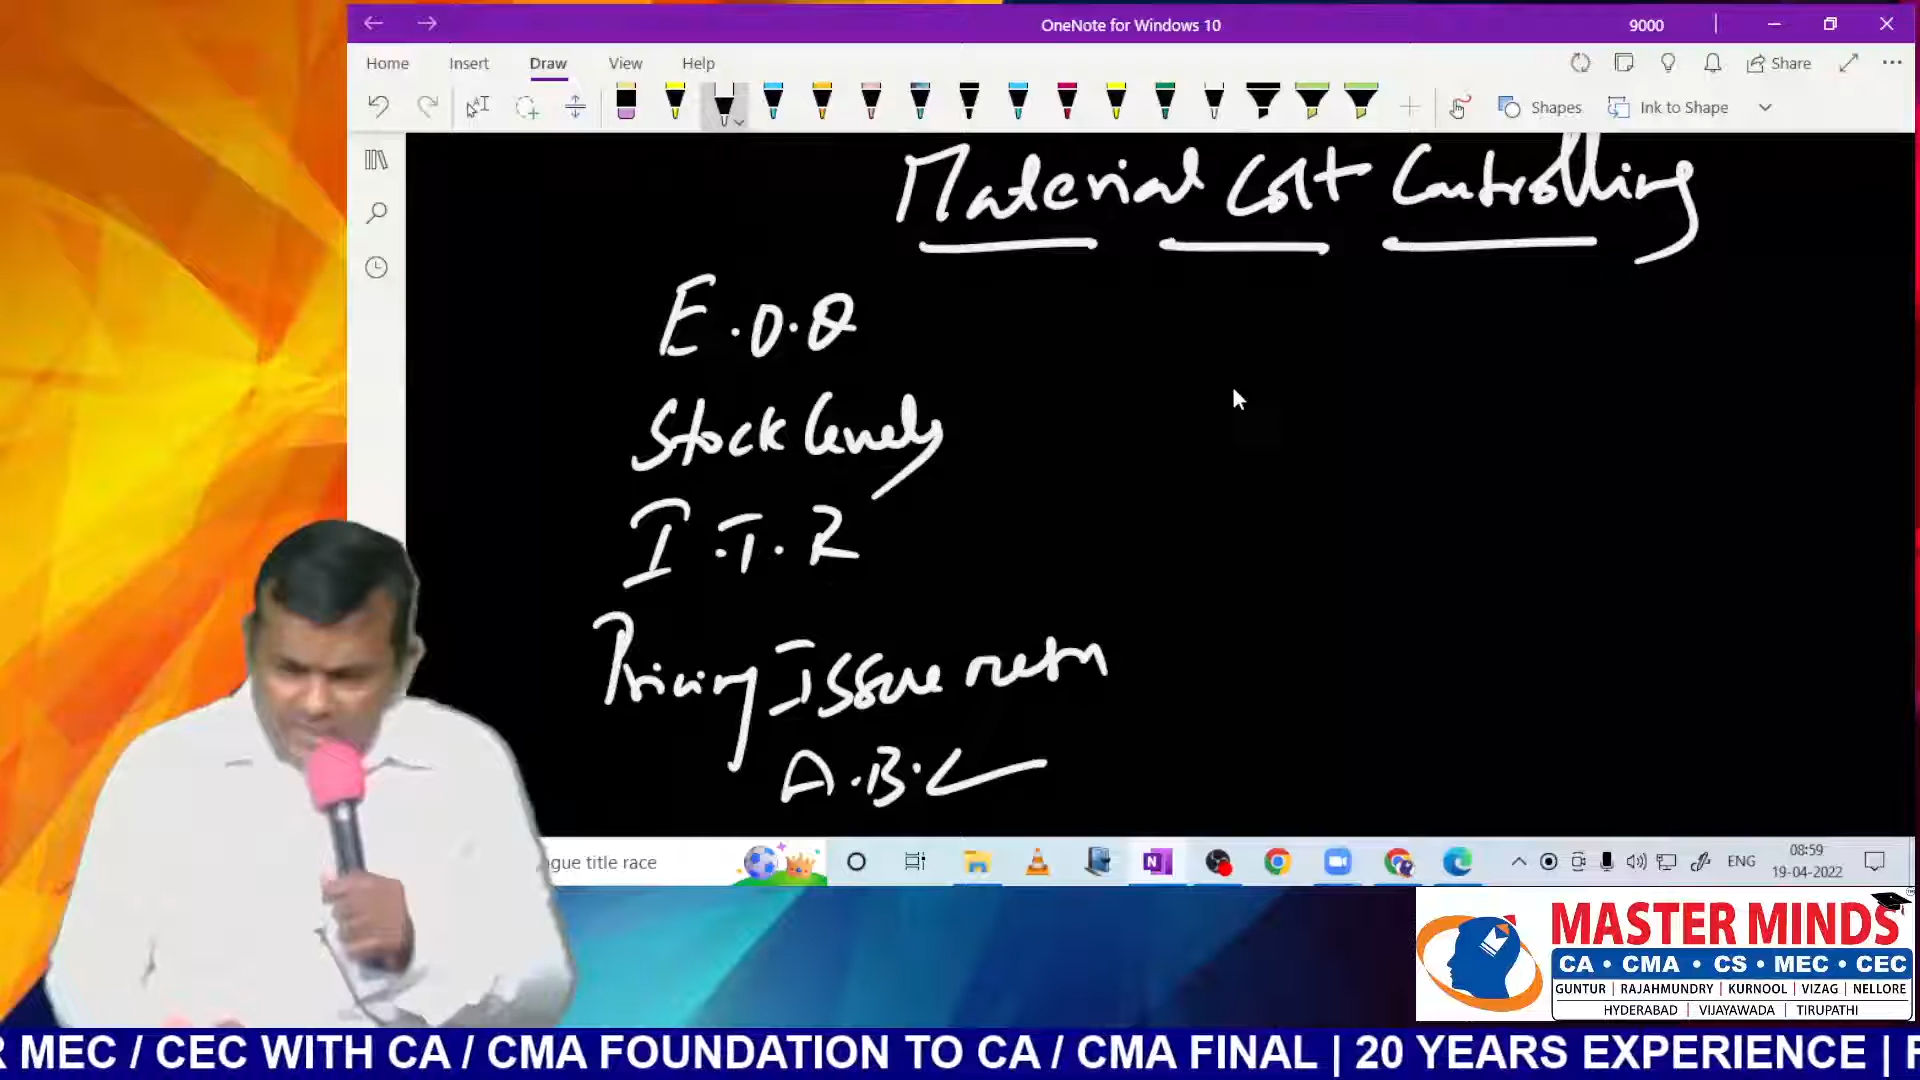 OneNote for Windows 10
9000
Home Insert Draw View Help
Share
Shapes Ink to Shape
Material Cost Controlling
E.O.Q
Stock levels
I.T.R
Pricing Issue retn
A.B.C
gue title race
ENG
08:59
19-04-2022
MASTER MINDS
CA • CMA • CS • MEC • CEC
GUNTUR | RAJAHMUNDRY | KURNOOL | VIZAG | NELLORE
HYDERABAD | VIJAYAWADA | TIRUPATHI
R MEC / CEC WITH CA / CMA FOUNDATION TO CA / CMA FINAL | 20 YEARS EXPERIENCE | F